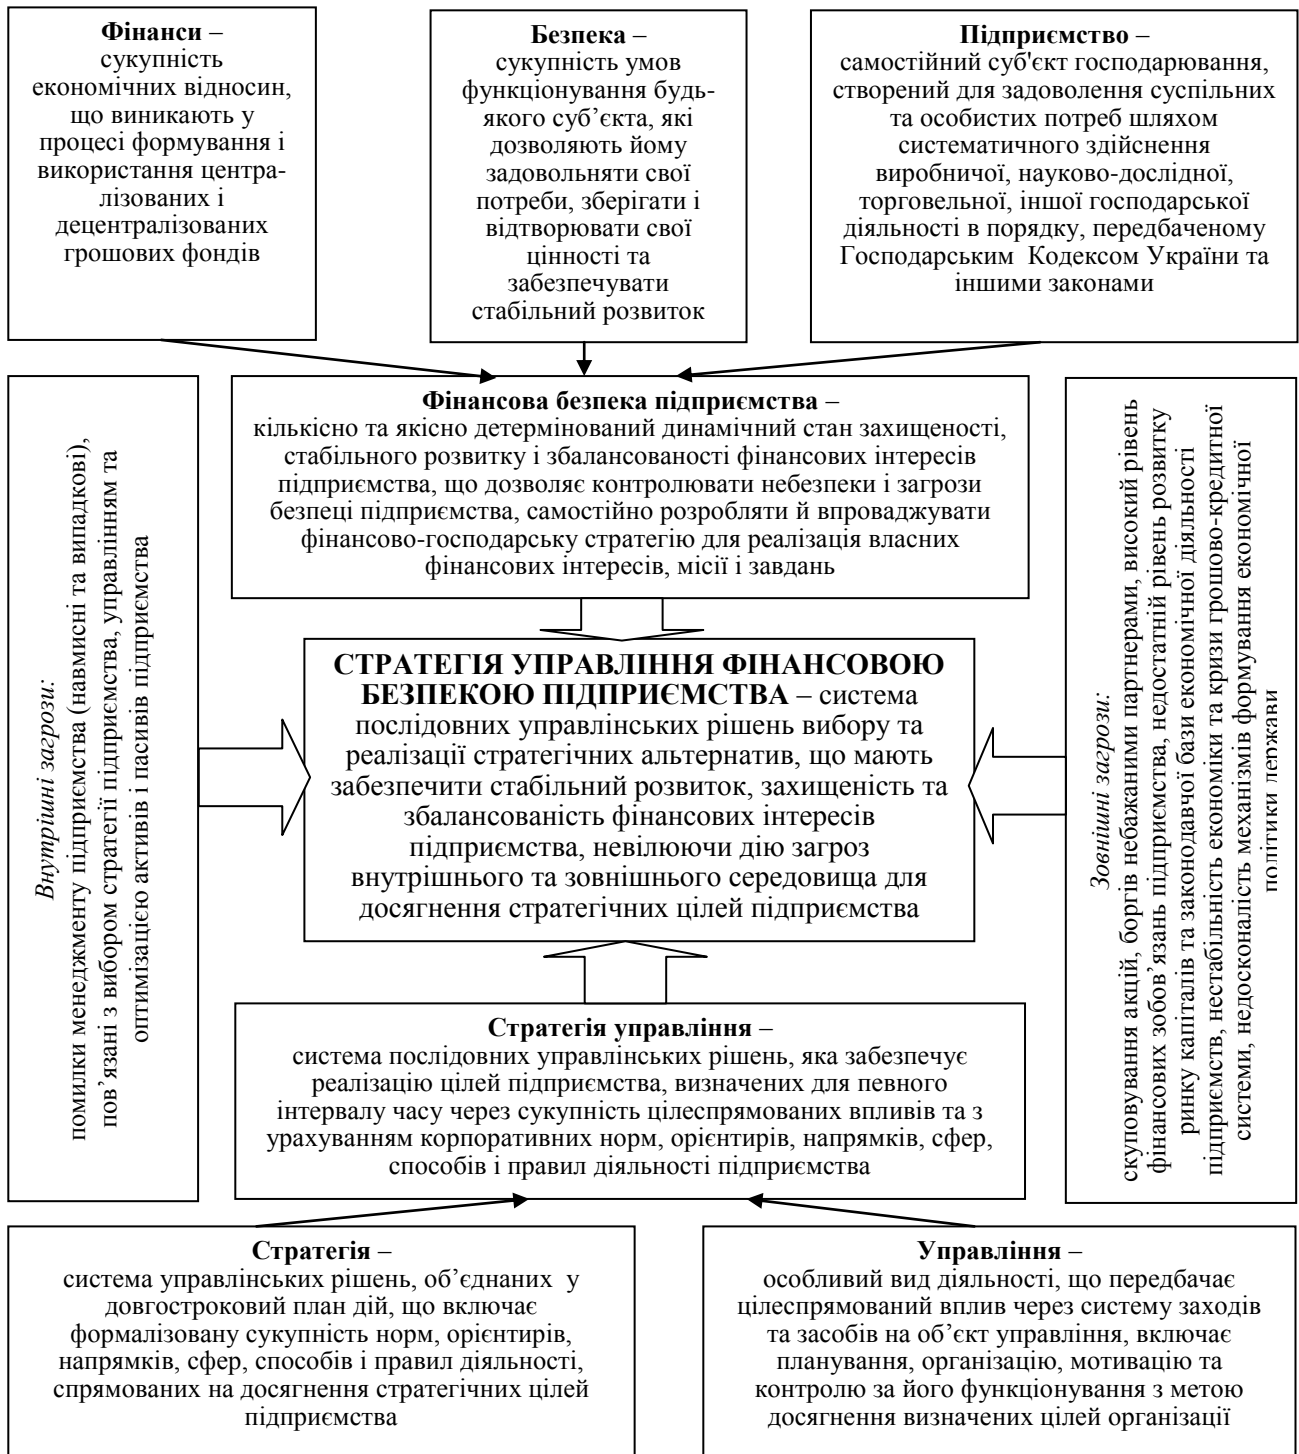 Фінанси –
сукупність
економічних відносин,
що виникають у
процесі формування і
використання центра-
лізованих і
децентралізованих
грошових фондів
Безпека –
сукупність умов
функціонування будь-
якого суб’єкта, які
дозволяють йому
задовольняти свої
потреби, зберігати і
відтворювати свої
цінності та
забезпечувати
стабільний розвиток
Підприємство –
самостійний суб'єкт господарювання,
створений для задоволення суспільних
та особистих потреб шляхом
систематичного здійснення
виробничої, науково-дослідної,
торговельної, іншої господарської
діяльності в порядку, передбаченому
Господарським Кодексом України та
іншими законами
Фінансова безпека підприємства –
кількісно та якісно детермінований динамічний стан захищеності,
стабільного розвитку і збалансованості фінансових інтересів
підприємства, що дозволяє контролювати небезпеки і загрози
безпеці підприємства, самостійно розробляти й впроваджувати
фінансово-господарську стратегію для реалізація власних
фінансових інтересів, місії і завдань
Внутрішні загрози:
помилки менеджменту підприємства (навмисні та випадкові),
пов’язані з вибором стратегії підприємства, управлінням та
оптимізацією активів і пасивів підприємства
СТРАТЕГІЯ УПРАВЛІННЯ ФІНАНСОВОЮ
БЕЗПЕКОЮ ПІДПРИЄМСТВА – система
послідовних управлінських рішень вибору та
реалізації стратегічних альтернатив, що мають
забезпечити стабільний розвиток, захищеність та
збалансованість фінансових інтересів
підприємства, невілюючи дію загроз
внутрішнього та зовнішнього середовища для
досягнення стратегічних цілей підприємства
Зовнішні загрози:
скуповування акцій, боргів небажаними партнерами, високий рівень
фінансових зобов’язань підприємства, недостатній рівень розвитку
ринку капіталів та законодавчої бази економічної діяльності
підприємств, нестабільність економіки та кризи грошово-кредитної
системи, недосконалість механізмів формування економічної
політики держави
Стратегія управління –
система послідовних управлінських рішень, яка забезпечує
реалізацію цілей підприємства, визначених для певного
інтервалу часу через сукупність цілеспрямованих впливів та з
урахуванням корпоративних норм, орієнтирів, напрямків, сфер,
способів і правил діяльності підприємства
Стратегія –
система управлінських рішень, об’єднаних у
довгостроковий план дій, що включає
формалізовану сукупність норм, орієнтирів,
напрямків, сфер, способів і правил діяльності,
спрямованих на досягнення стратегічних цілей
підприємства
Управління –
особливий вид діяльності, що передбачає
цілеспрямований вплив через систему заходів
та засобів на об’єкт управління, включає
планування, організацію, мотивацію та
контролю за його функціонування з метою
досягнення визначених цілей організації